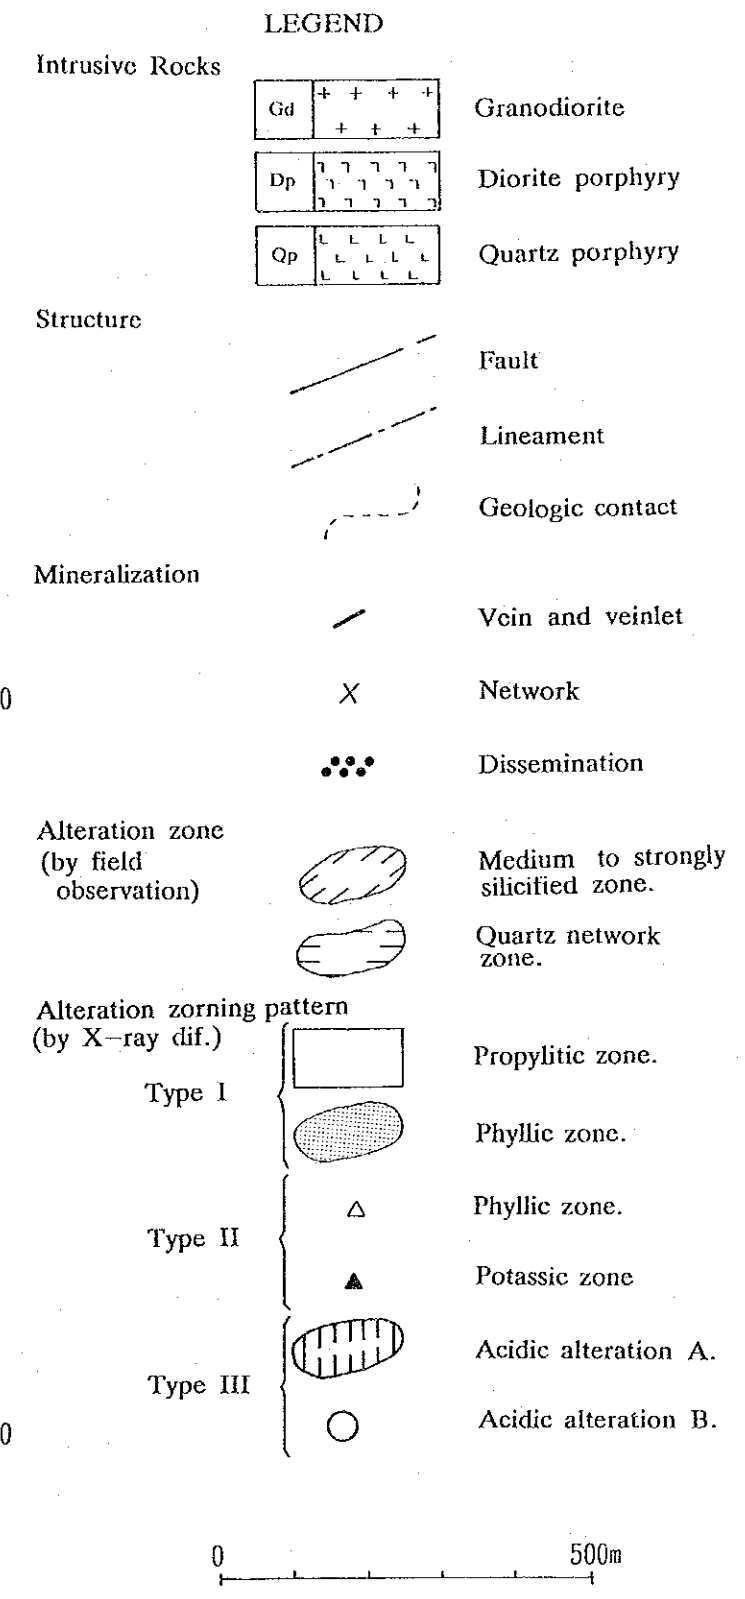 LEGEND
Intrusive Rocks
Gd Granodiorite
Dp Diorite porphyry
Qp Quartz porphyry
Structure
Fault
Lineament
Geologic contact
Mineralization
Vein and veinlet
0
Network
Dissemination
Alteration zone
(by field
observation)
Medium to strongly
silicified zone.
Quartz network
zone.
Alteration zorning pattern
(by X-ray dif.)
Propylitic zone.
Type I
Phyllic zone.
Phyllic zone.
Type II
Potassic zone
Acidic alteration A.
Type III
Acidic alteration B.
0
0 500m